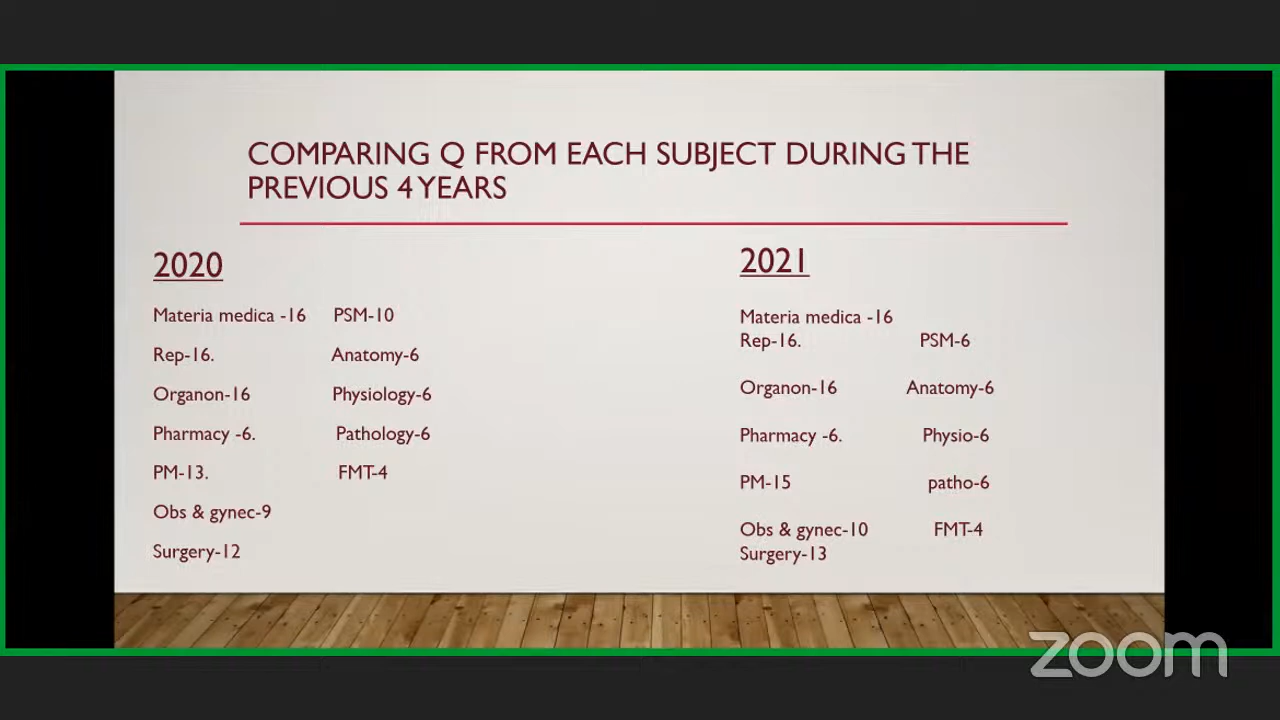 COMPARING Q FROM EACH SUBJECT DURING THE
PREVIOUS 4 YEARS
2020
Materia medica -16 PSM-10
Rep-16. Anatomy-6
Organon-16 Physiology-6
Pharmacy -6. Pathology-6
PM-13. FMT-4
Obs & gynec-9
Surgery-12
2021
Materia medica -16
Rep-16. PSM-6
Organon-16 Anatomy-6
Pharmacy -6. Physio-6
PM-15 patho-6
Obs & gynec-10 FMT-4
Surgery-13
zoom